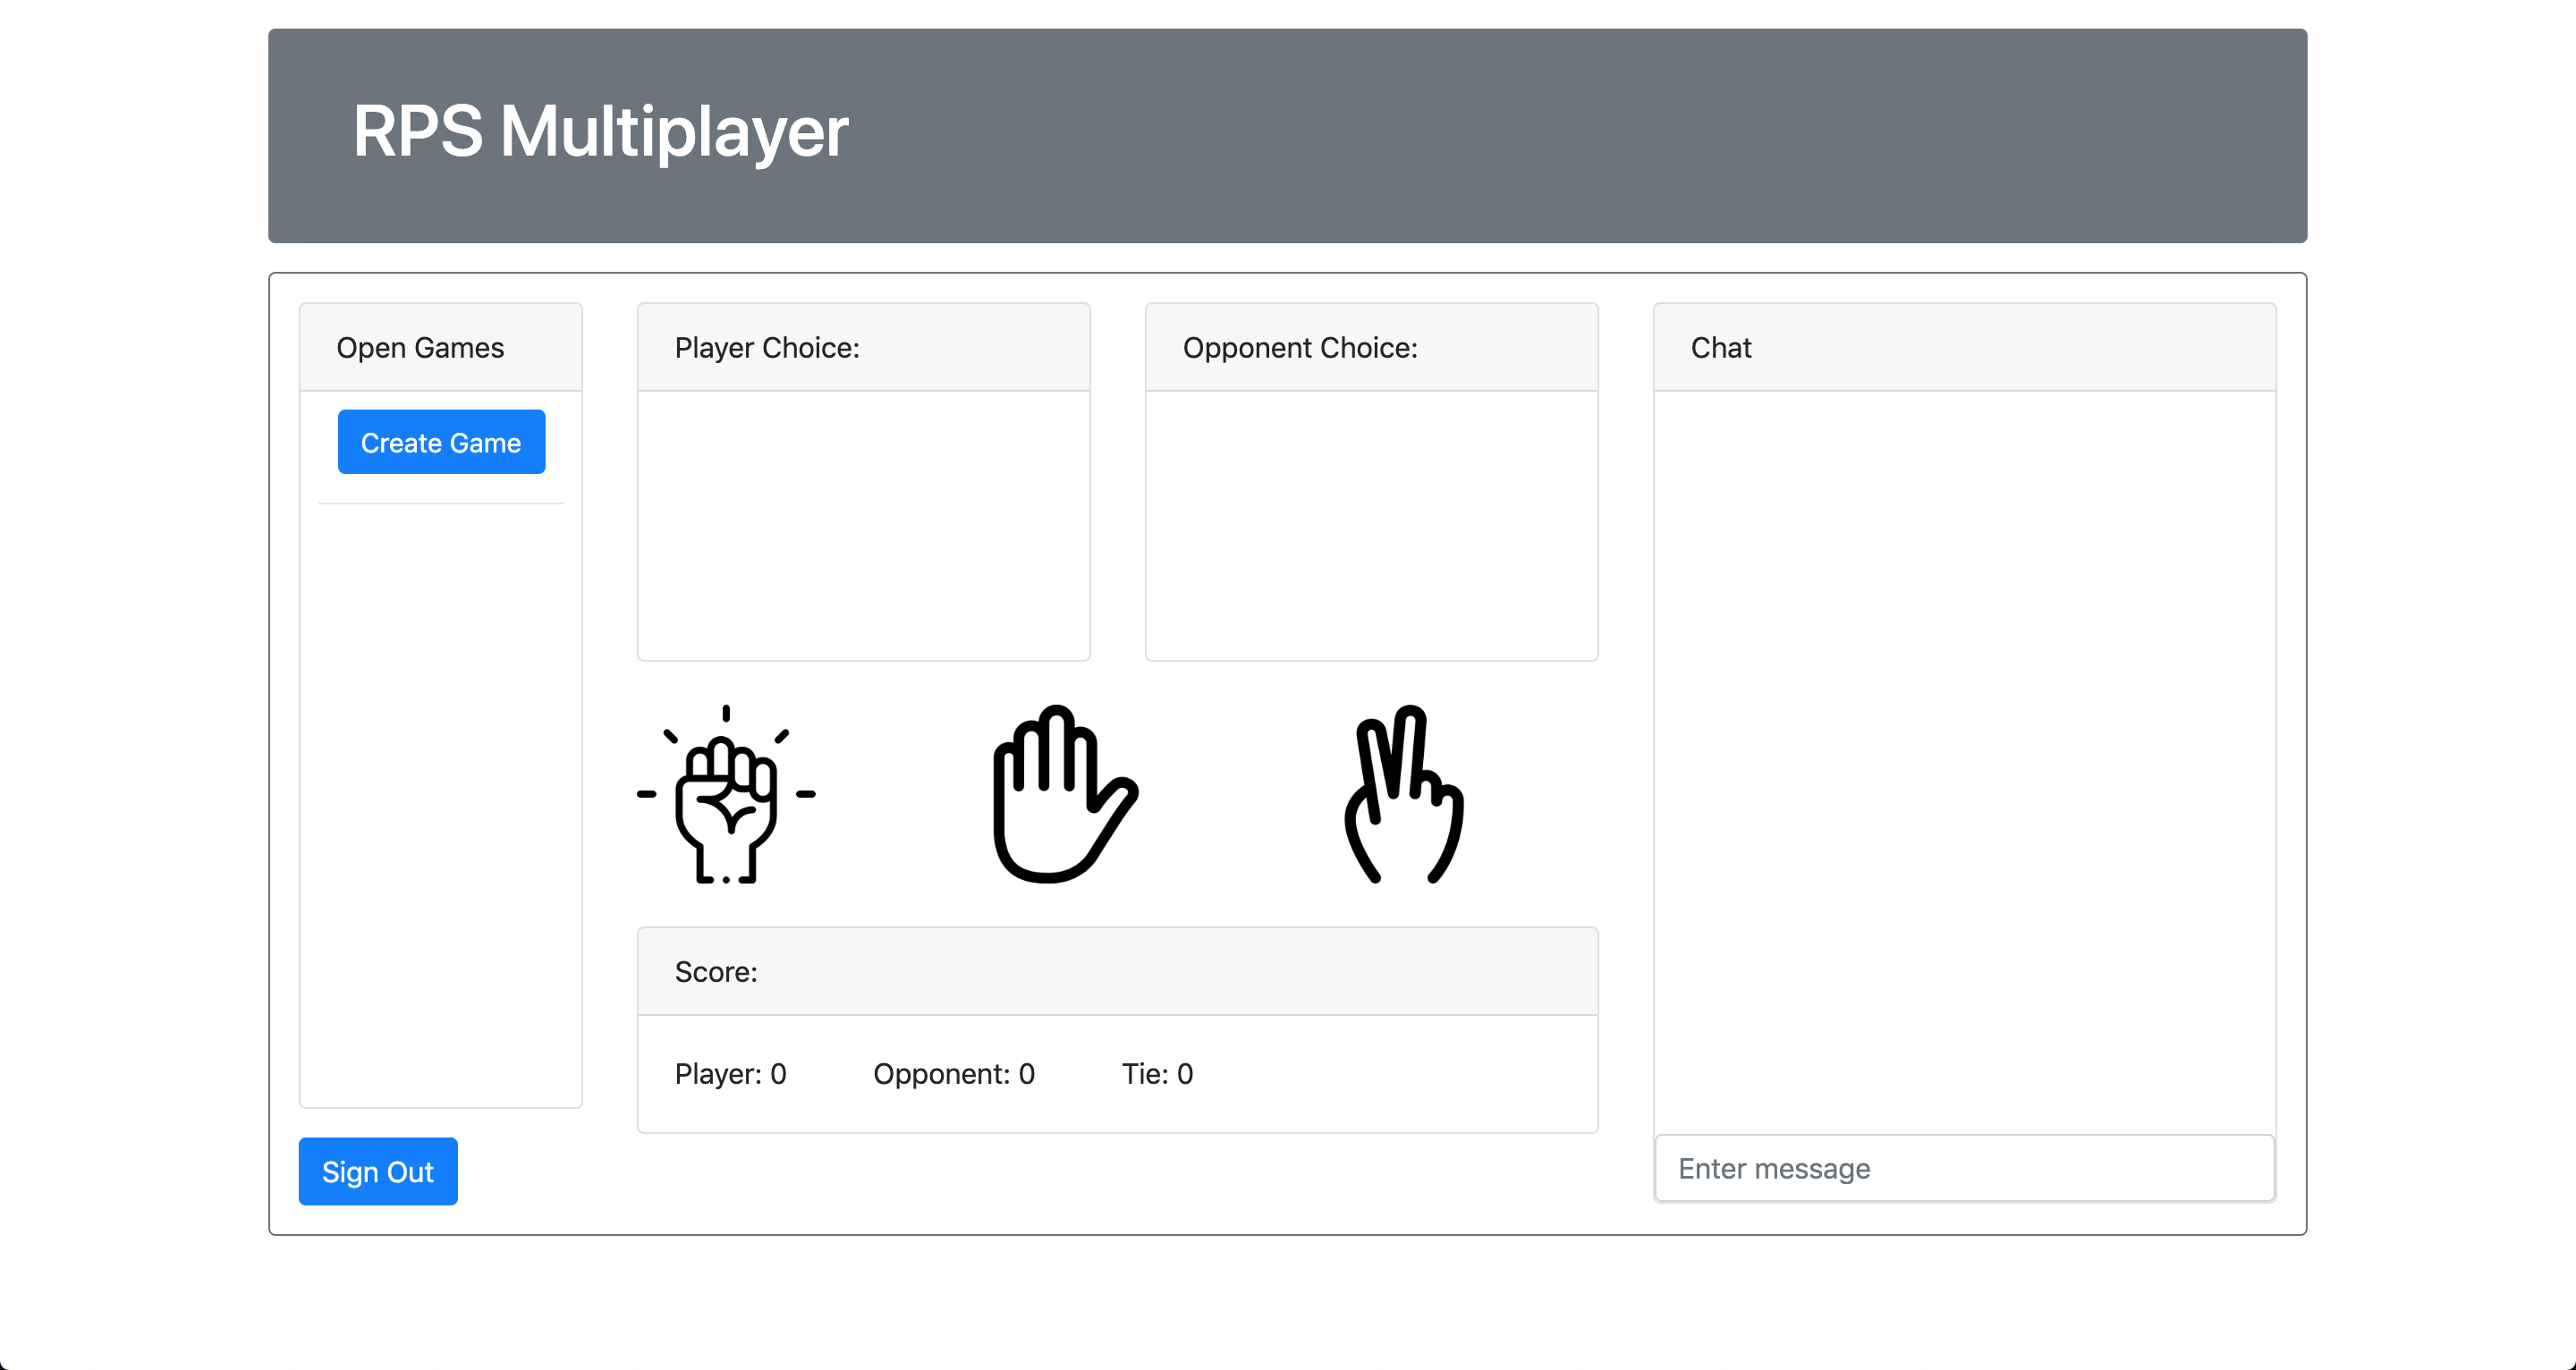 RPS Multiplayer
Open Games
Create Game
Sign Out
Player Choice:
Opponent Choice:
Score:
Player: 0 Opponent: 0 Tie: 0
Chat
Enter message